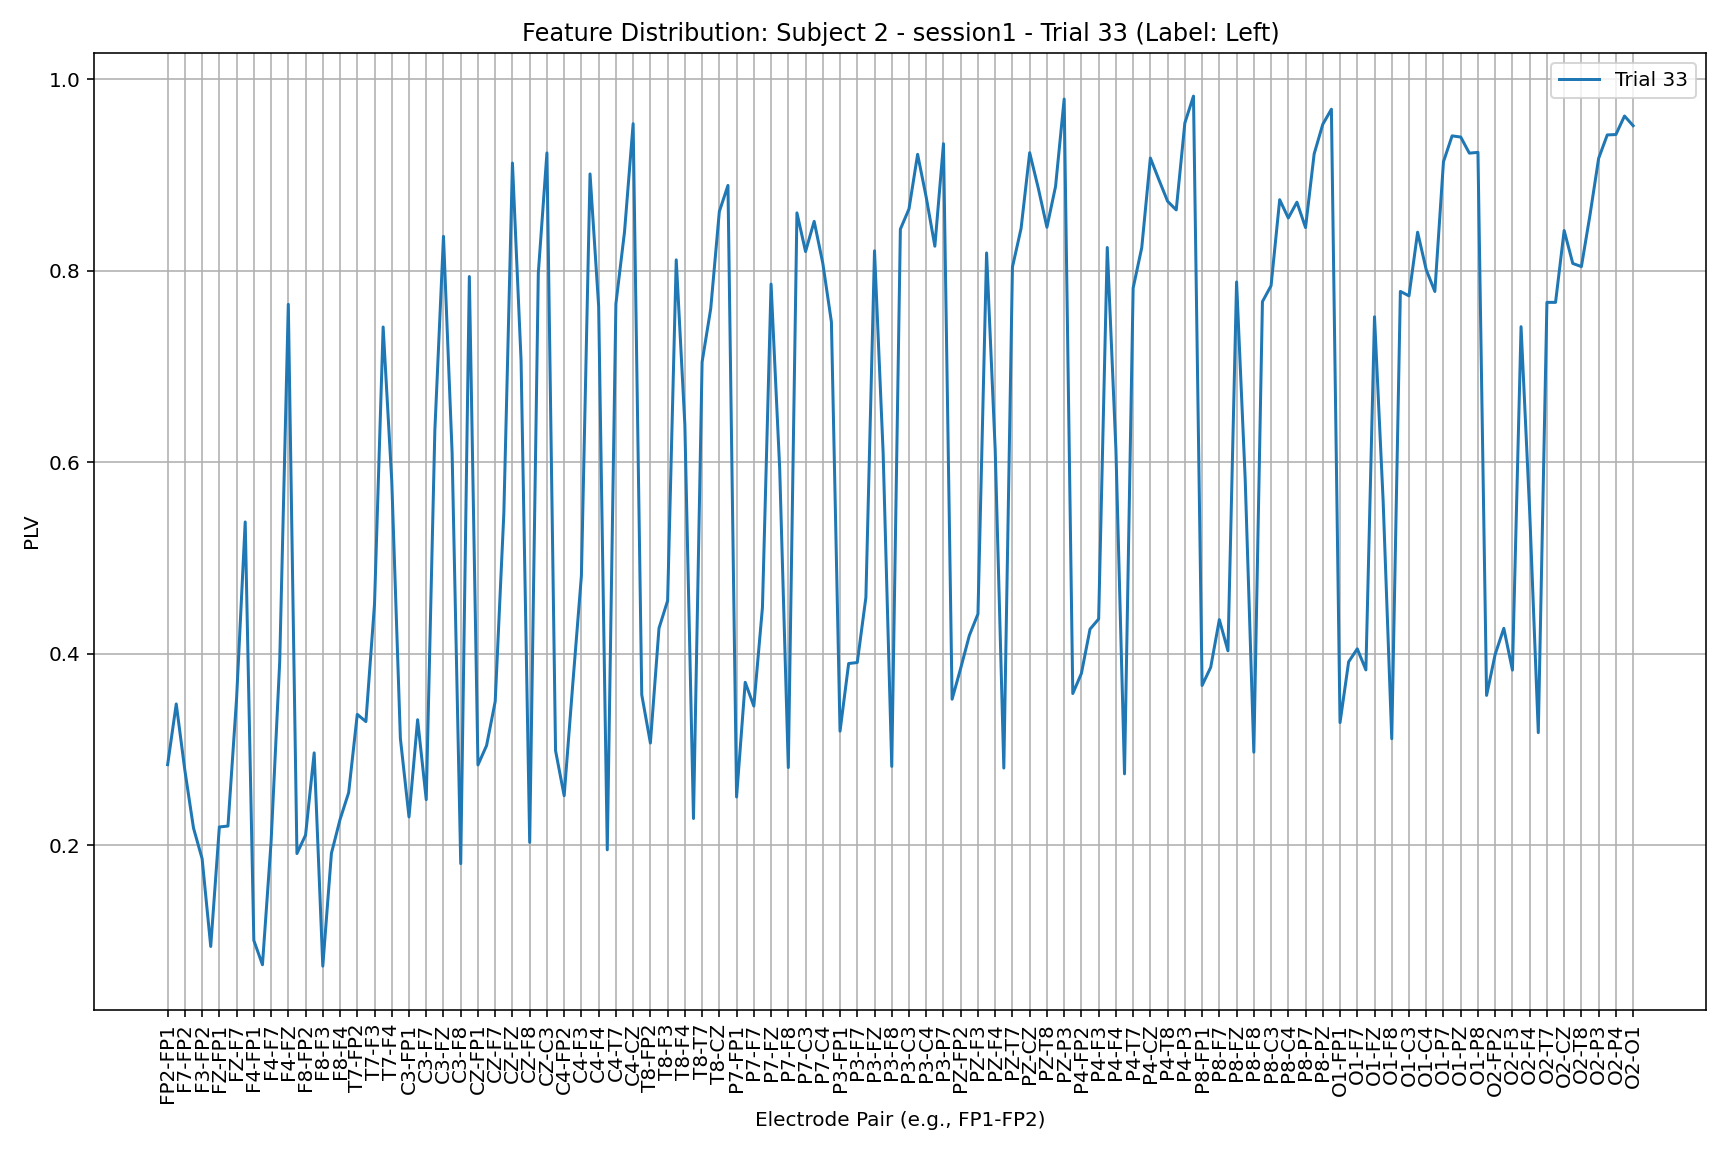 Feature Distribution: Subject 2 - session1 - Trial 33 (Label: Left)
Trial 33
1.0
0.8
0.6
0.4
0.2
PLV
FP2-FP1
F7-FP2
F3-FP2
FZ-FP1
FZ-F7
F4-FP1
F4-F7
F4-FZ
F8-FP2
F8-F3
F8-F4
T7-FP2
T7-F3
T7-F4
C3-FP1
C3-F7
C3-FZ
C3-F8
CZ-FP1
CZ-F7
CZ-FZ
CZ-F8
CZ-C3
C4-FP2
C4-F3
C4-F4
C4-T7
C4-CZ
T8-FP2
T8-F3
T8-F4
T8-T7
T8-CZ
P7-FP1
P7-F7
P7-FZ
P7-F8
P7-C3
P7-C4
P3-FP1
P3-F7
P3-FZ
P3-F8
P3-C3
P3-C4
P3-P7
PZ-FP2
PZ-F3
PZ-F4
PZ-T7
PZ-CZ
PZ-T8
PZ-P3
P4-FP2
P4-F3
P4-F4
P4-T7
P4-CZ
P4-T8
P4-P3
P8-FP1
P8-F7
P8-FZ
P8-F8
P8-C3
P8-C4
P8-P7
P8-PZ
O1-FP1
O1-F7
O1-FZ
O1-F8
O1-C3
O1-C4
O1-P7
O1-PZ
O1-P8
O2-FP2
O2-F3
O2-F4
O2-T7
O2-CZ
O2-T8
O2-P3
O2-P4
O2-O1
Electrode Pair (e.g., FP1-FP2)